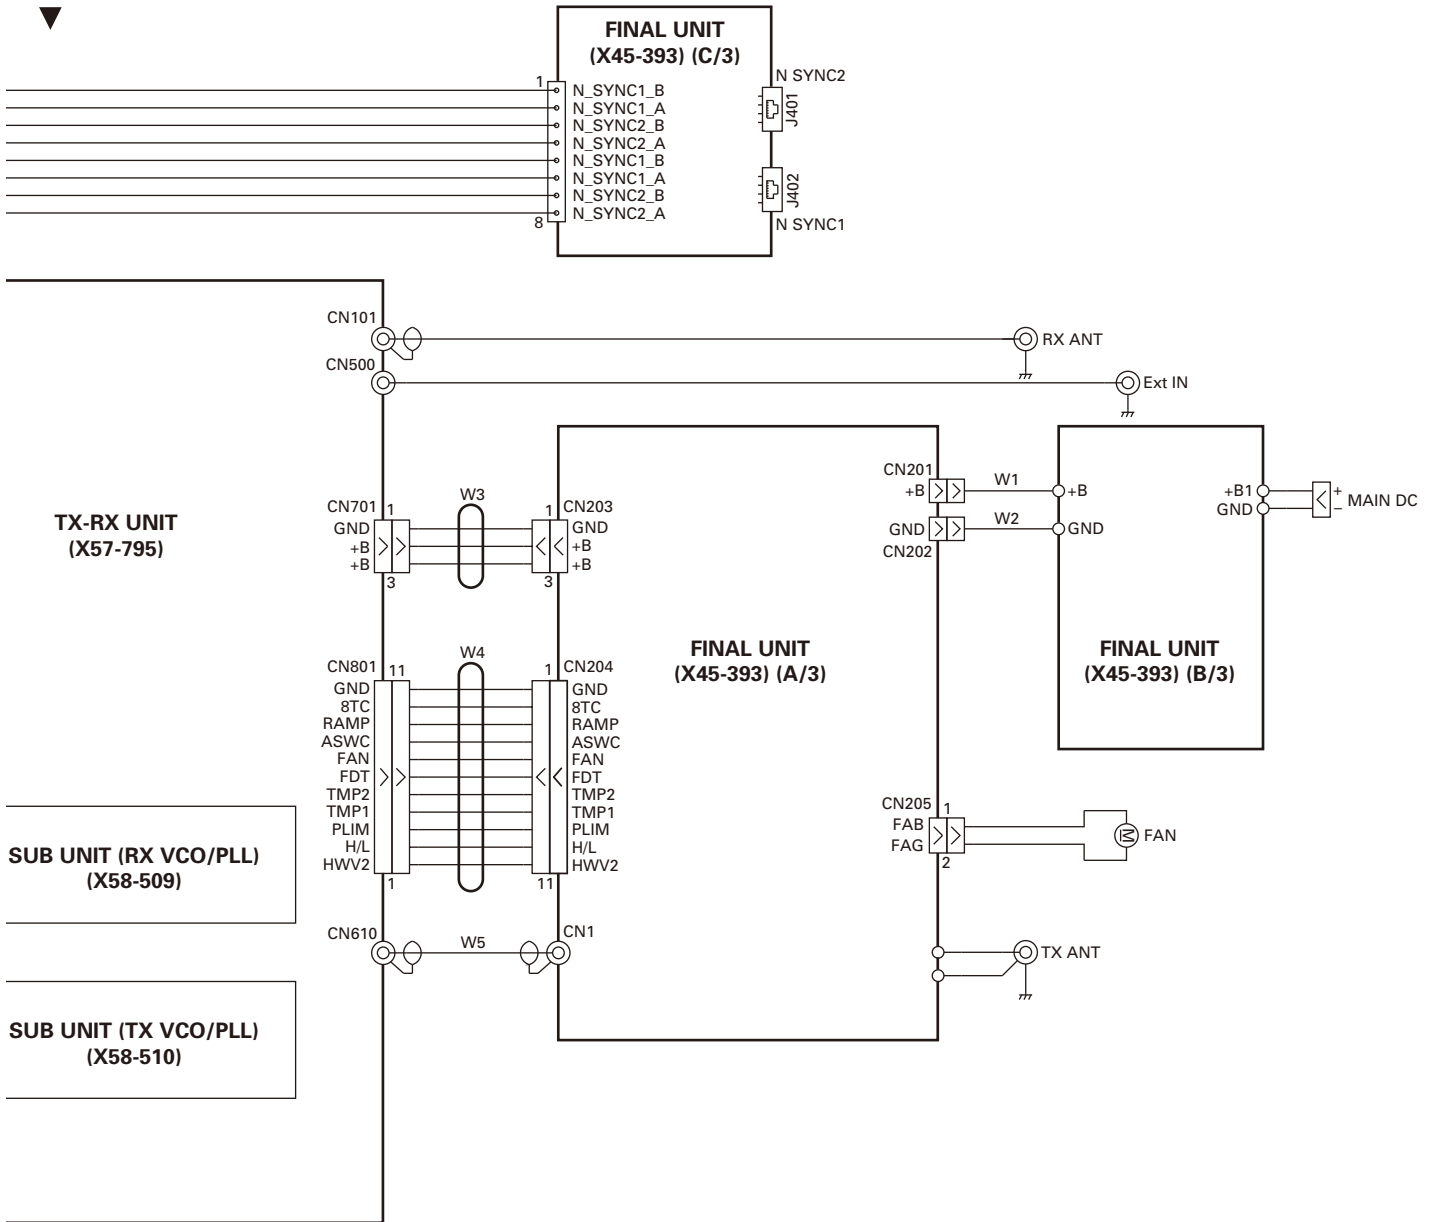 FINAL UNIT
(X45-393) (C/3)
N SYNC2
1
N_SYNC1_B
N_SYNC1_A
N_SYNC2_B
N_SYNC2_A
N_SYNC1_B
N_SYNC1_A
N_SYNC2_B
N_SYNC2_A
8
J401
J402
N SYNC1
CN101
RX ANT
CN500
Ext IN
TX-RX UNIT
(X57-795)
CN701
1
GND
+B
+B
3
W3
1
CN203
GND
+B
+B
3
CN201
+B
W1
+B
GND
W2
GND
CN202
+B1
GND
+
−
MAIN DC
FINAL UNIT
(X45-393) (A/3)
FINAL UNIT
(X45-393) (B/3)
CN801
11
GND
8TC
RAMP
ASWC
FAN
FDT
TMP2
TMP1
PLIM
H/L
HWV2
1
W4
1
CN204
GND
8TC
RAMP
ASWC
FAN
FDT
TMP2
TMP1
PLIM
H/L
HWV2
11
CN205
1
FAB
FAG
2
M
FAN
SUB UNIT (RX VCO/PLL)
(X58-509)
CN610
W5
CN1
TX ANT
SUB UNIT (TX VCO/PLL)
(X58-510)